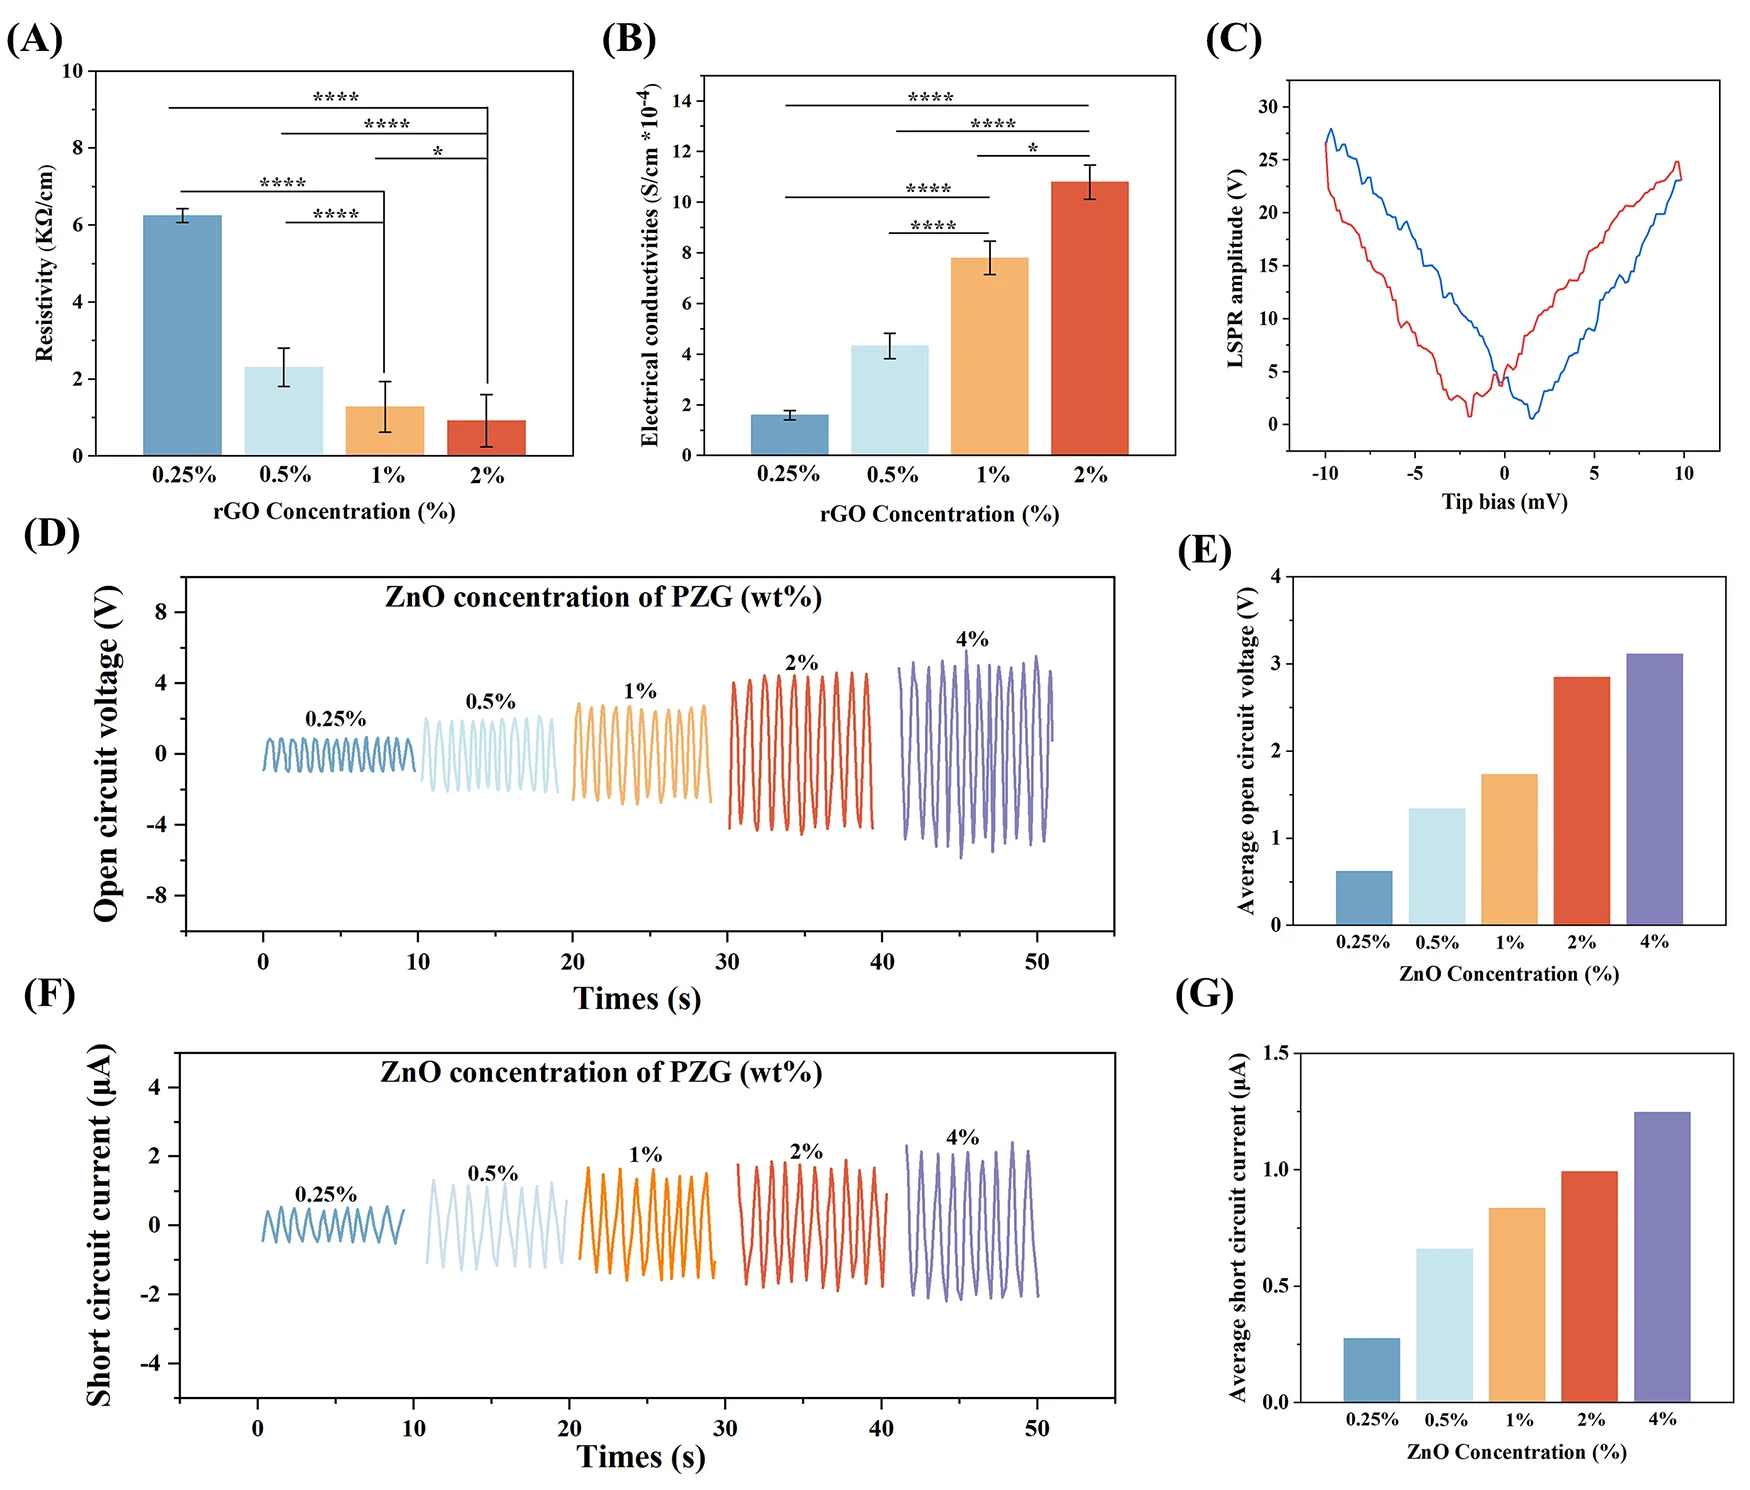 (A)
Resistivity (KΩ/cm)
10
8
6
4
2
0
****
****
*
****
****
0.25% 0.5% 1% 2%
rGO Concentration (%)
(B)
Electrical conductivities (S/cm *10-4)
14
12
10
8
6
4
2
0
****
****
*
****
****
0.25% 0.5% 1% 2%
rGO Concentration (%)
(C)
LSPR amplitude (V)
30
25
20
15
10
5
0
-10 -5 0 5 10
Tip bias (mV)
(D)
ZnO concentration of PZG (wt%)
Open circuit voltage (V)
8
4
0
-4
-8
0.25%
0.5%
1%
2%
4%
0 10 20 30 40 50
Times (s)
(E)
Average open circuit voltage (V)
4
3
2
1
0
0.25% 0.5% 1% 2% 4%
ZnO Concentration (%)
(F)
ZnO concentration of PZG (wt%)
Short circuit current (μA)
4
2
0
-2
-4
0.25%
0.5%
1%
2%
4%
0 10 20 30 40 50
Times (s)
(G)
Average short circuit current (μA)
1.5
1.0
0.5
0.0
0.25% 0.5% 1% 2% 4%
ZnO Concentration (%)